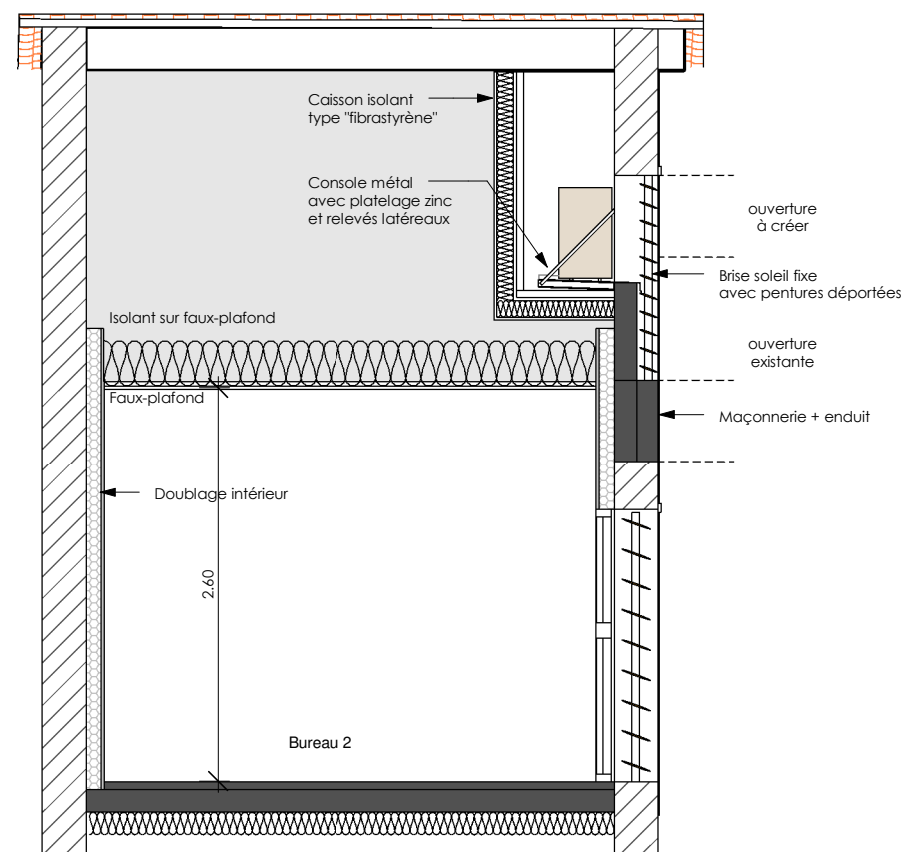 Caisson isolant
type "fibrastyrène"
Console métal
avec platelage zinc
et relevés latéreaux
ouverture
à créer
Brise soleil fixe
avec pentures déportées
Isolant sur faux-plafond
ouverture
existante
Faux-plafond
Maçonnerie + enduit
Doublage intérieur
2.60
Bureau 2